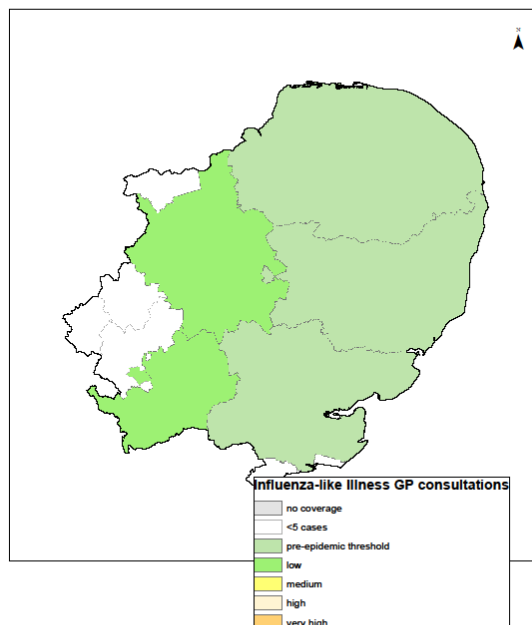 N
Influenza-like Illness GP consultations
no coverage
<5 cases
pre-epidemic threshold
low
medium
high
very high